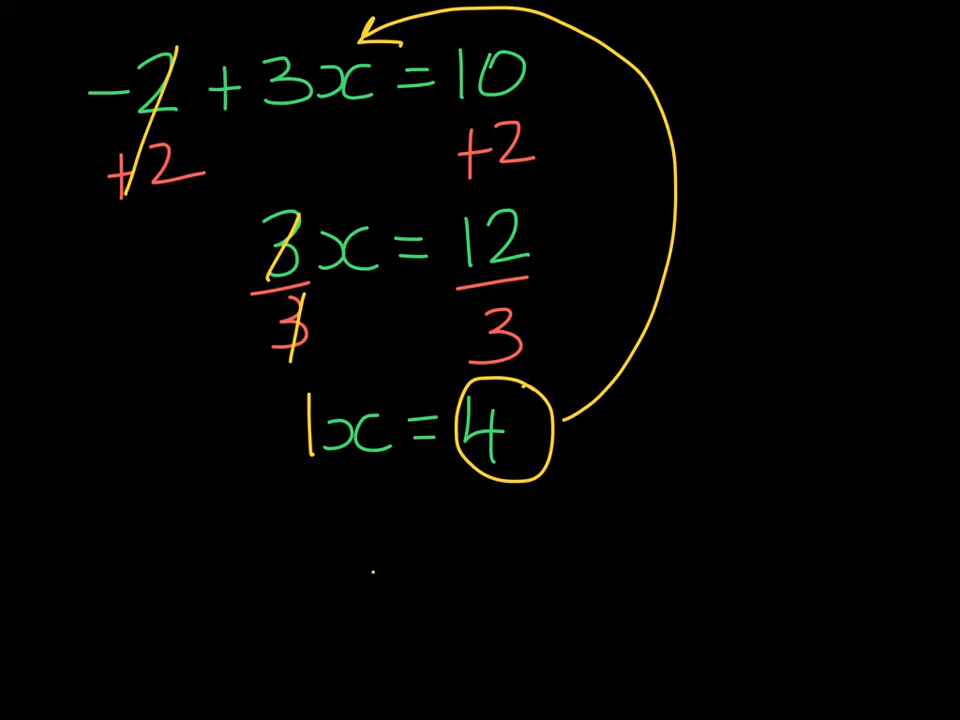 -2 + 3x = 10
+2 +2
3x = 12
3 3
1x = 4